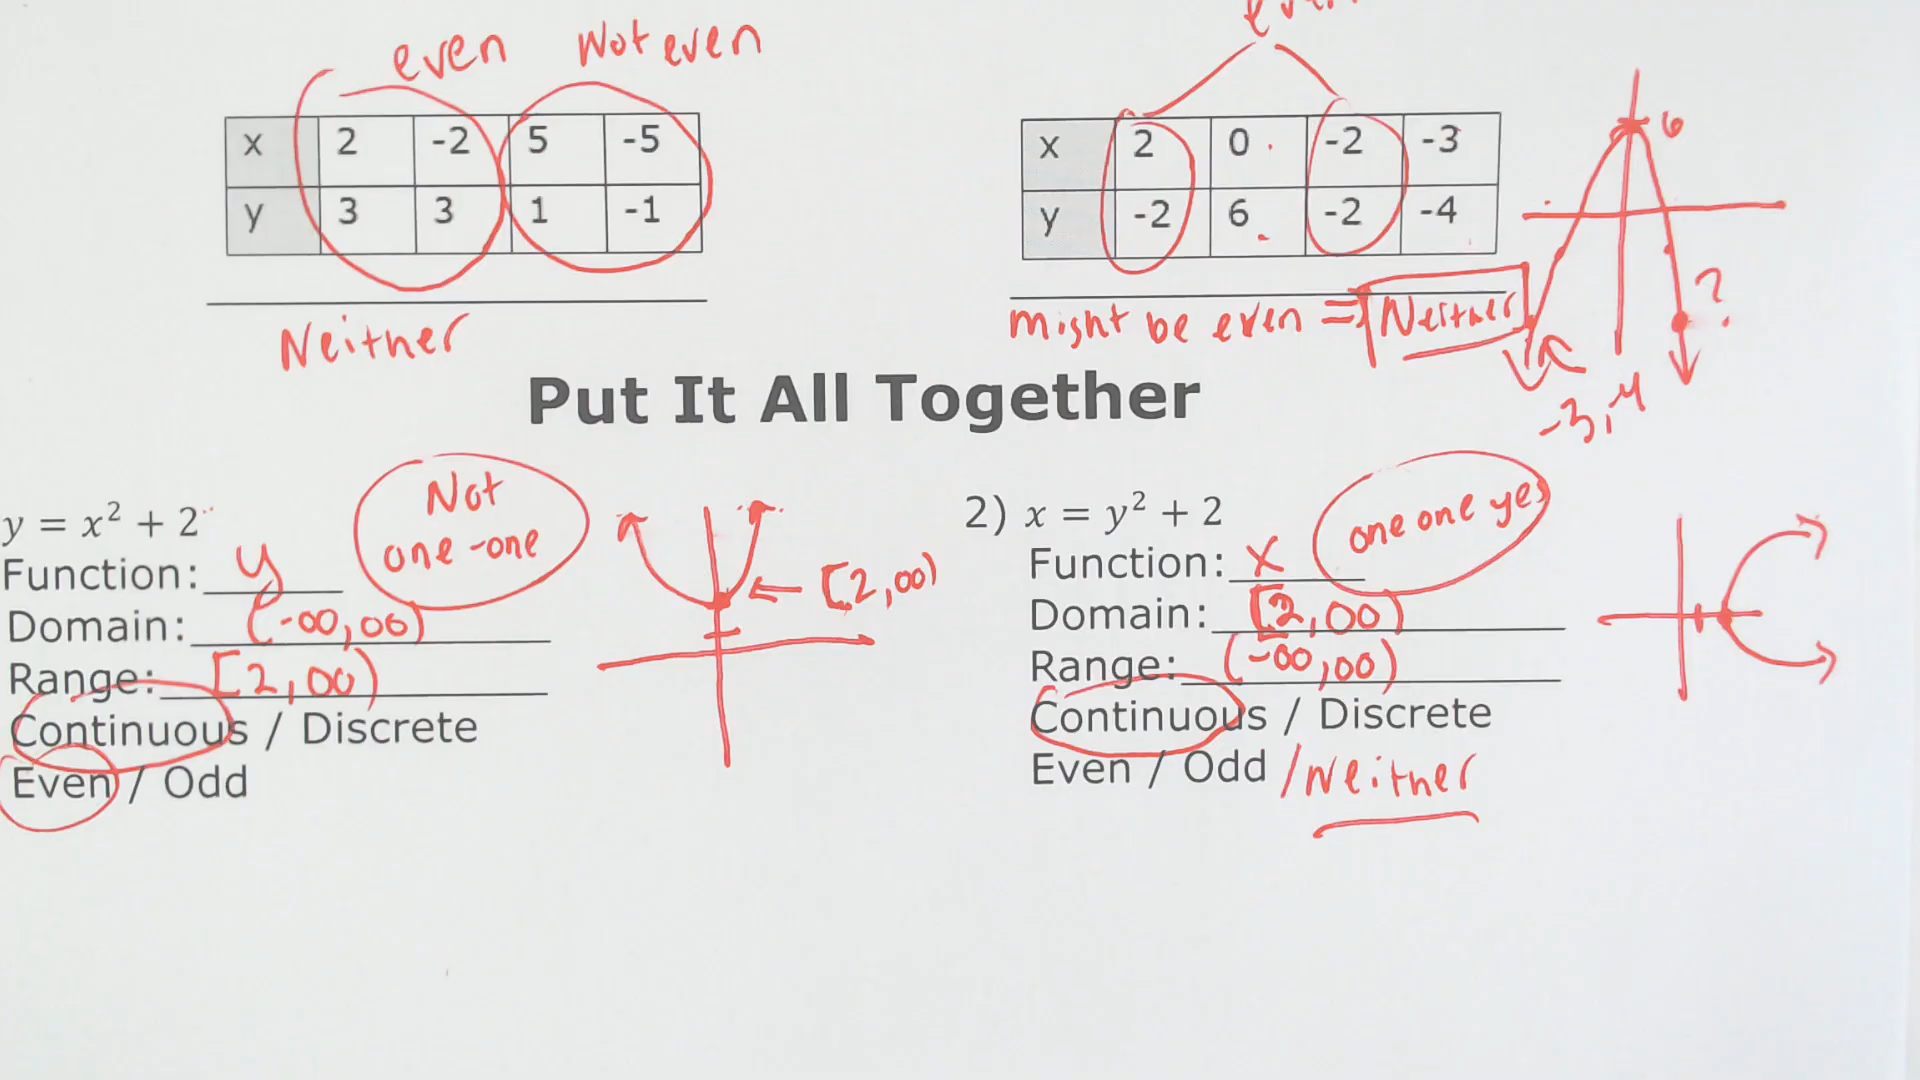 even
Not even
x 2 -2 5 -5
y 3 3 1 -1
Neither
x 2 0 -2 -3
y -2 6 -2 -4
might be even ⇒ Neither
6
?
-3,4
Put It All Together
y = x² + 2
Not
one-one
Function: y
Domain: (-∞,∞)
Range: [2,∞)
Continuous / Discrete
Even / Odd
[2,∞)
2) x = y² + 2
one one yes
Function: X
Domain: [2,∞)
Range: (-∞,∞)
Continuous / Discrete
Even / Odd /Neither